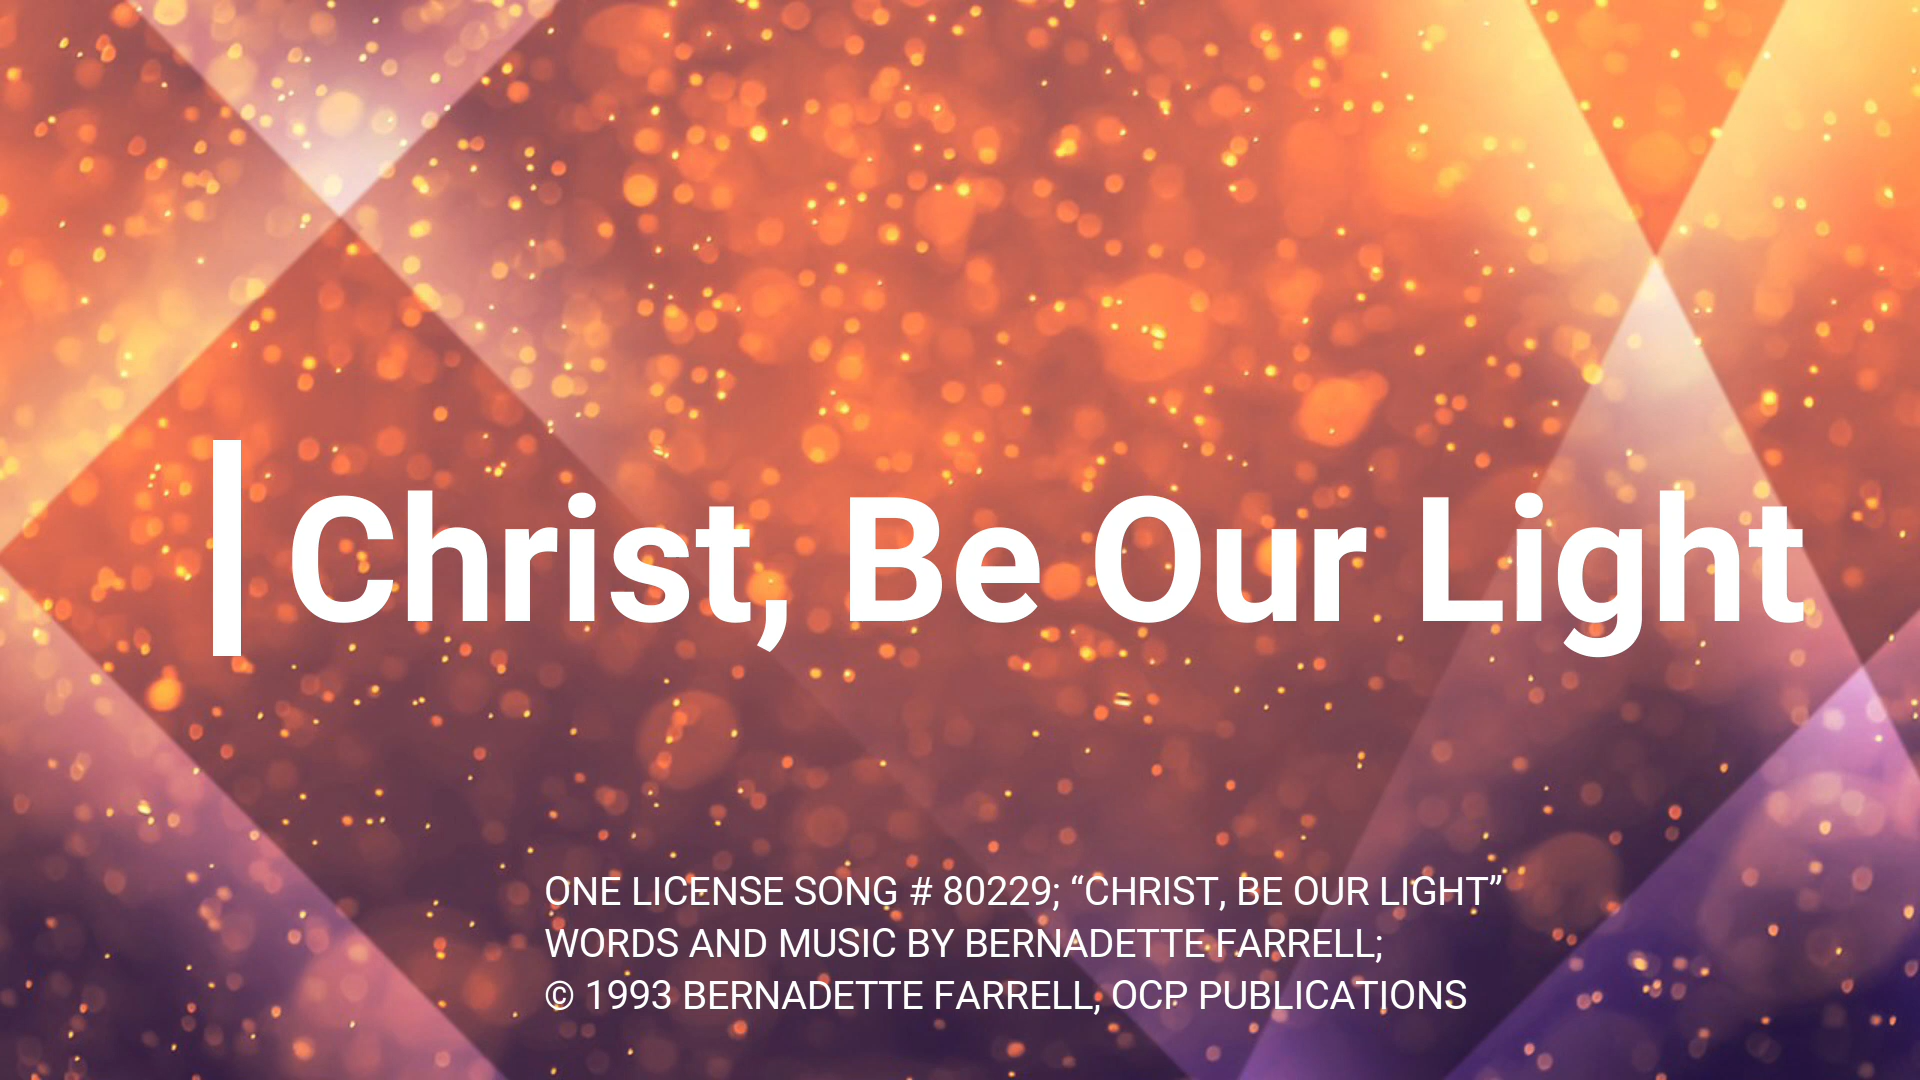 Christ, Be Our Light
ONE LICENSE SONG # 80229; “CHRIST, BE OUR LIGHT”
WORDS AND MUSIC BY BERNADETTE FARRELL;
© 1993 BERNADETTE FARRELL, OCP PUBLICATIONS